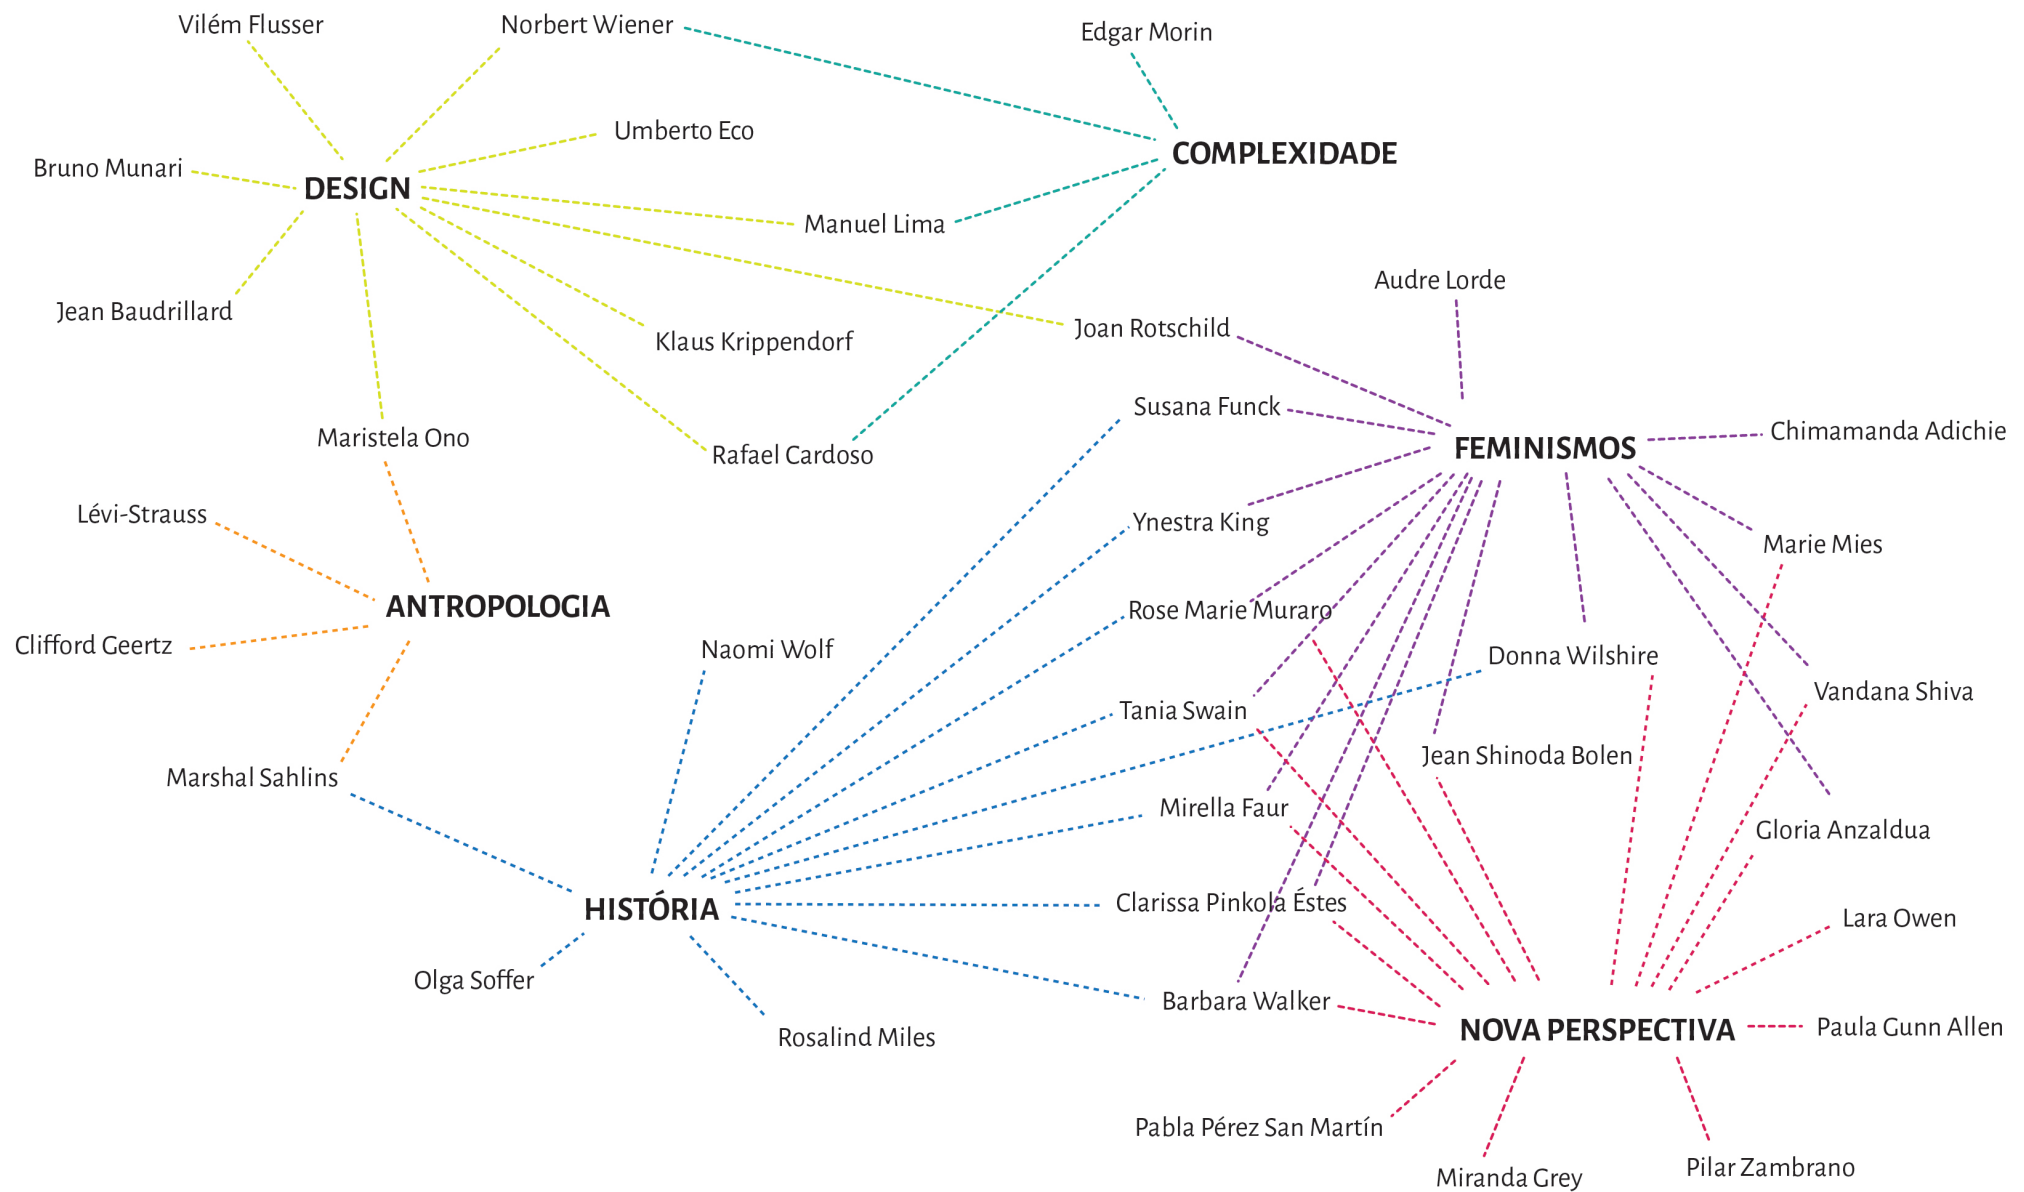 Vilém Flusser
Norbert Wiener
Edgar Morin
Umberto Eco
COMPLEXIDADE
Bruno Munari
DESIGN
Manuel Lima
Audre Lorde
Jean Baudrillard
Joan Rotschild
Klaus Krippendorf
Susana Funck
Chimamanda Adichie
Maristela Ono
FEMINISMOS
Rafael Cardoso
Lévi-Strauss
Ynestra King
Marie Mies
ANTROPOLOGIA
Rose Marie Muraro
Clifford Geertz
Naomi Wolf
Donna Wilshire
Vandana Shiva
Tania Swain
Jean Shinoda Bolen
Marshal Sahlins
Mirella Faur
Gloria Anzaldua
Clarissa Pinkola Éstes
HISTÓRIA
Lara Owen
Olga Soffer
Barbara Walker
Rosalind Miles
NOVA PERSPECTIVA
Paula Gunn Allen
Pabla Pérez San Martín
Pilar Zambrano
Miranda Grey